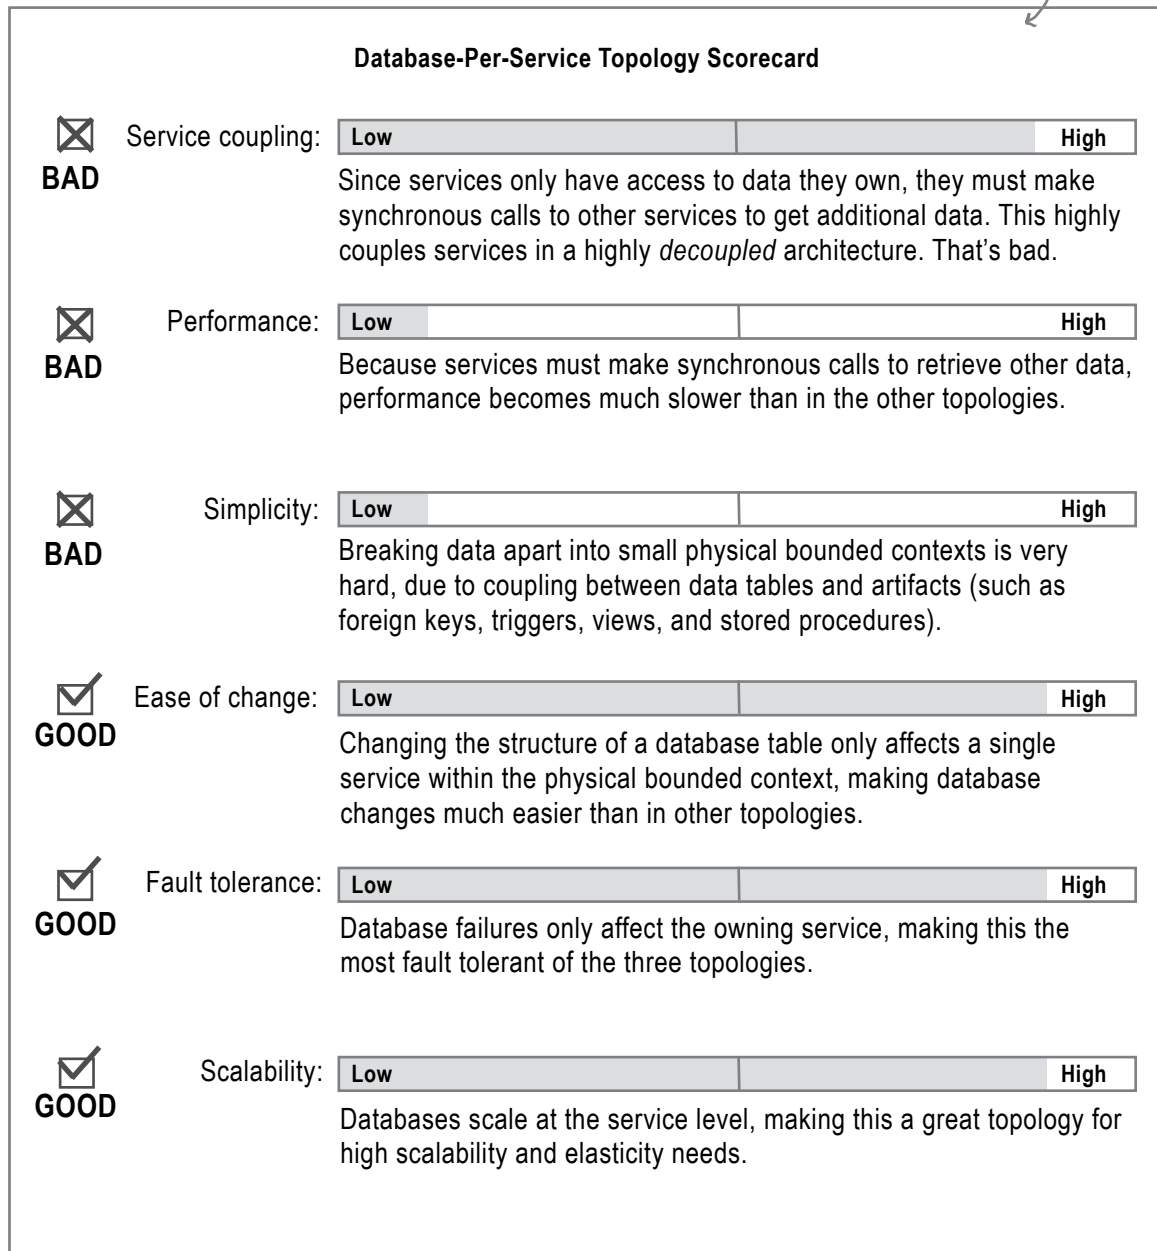 Database-Per-Service Topology Scorecard
BAD
Service coupling:
Low
High
Since services only have access to data they own, they must make
synchronous calls to other services to get additional data. This highly
couples services in a highly decoupled architecture. That’s bad.
BAD
Performance:
Low
High
Because services must make synchronous calls to retrieve other data,
performance becomes much slower than in the other topologies.
BAD
Simplicity:
Low
High
Breaking data apart into small physical bounded contexts is very
hard, due to coupling between data tables and artifacts (such as
foreign keys, triggers, views, and stored procedures).
GOOD
Ease of change:
Low
High
Changing the structure of a database table only affects a single
service within the physical bounded context, making database
changes much easier than in other topologies.
GOOD
Fault tolerance:
Low
High
Database failures only affect the owning service, making this the
most fault tolerant of the three topologies.
GOOD
Scalability:
Low
High
Databases scale at the service level, making this a great topology for
high scalability and elasticity needs.